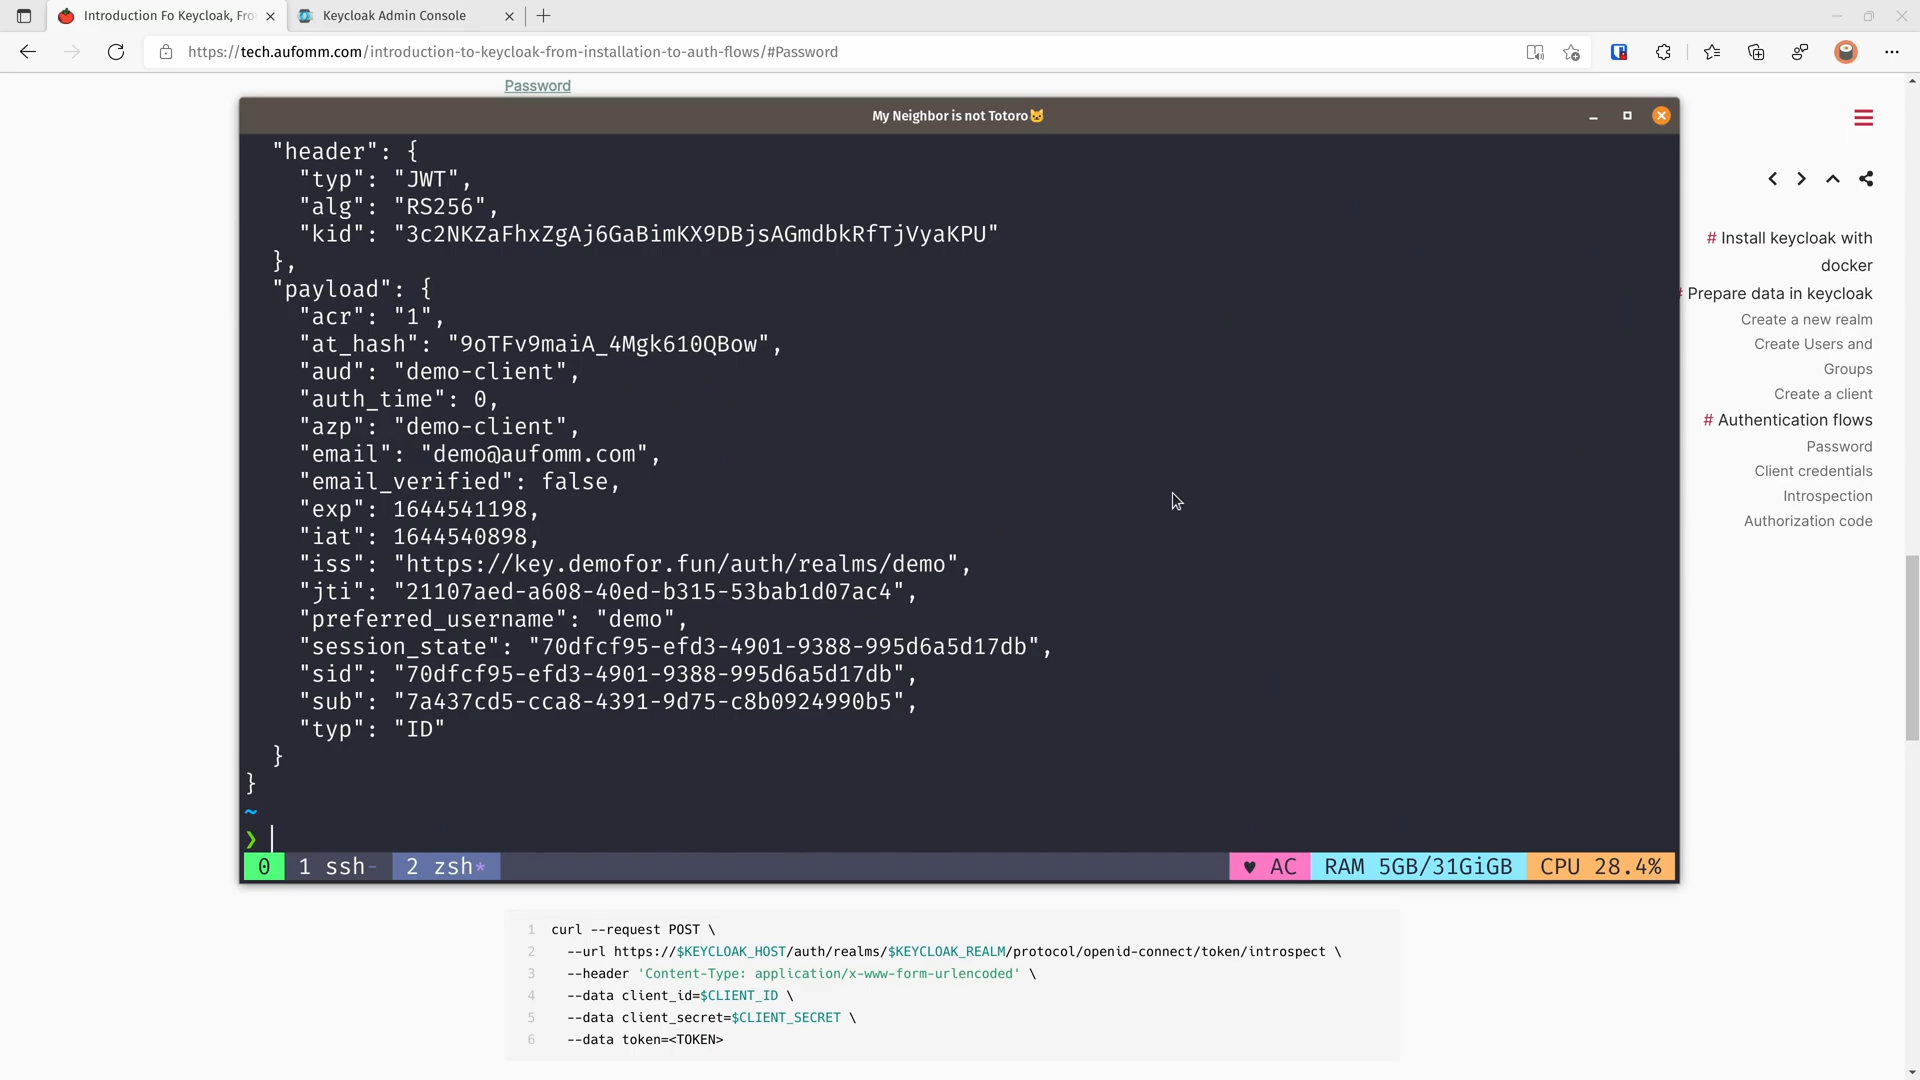 Introduction Fo Keycloak, Fro
Keycloak Admin Console
https://tech.aufomm.com/introduction-to-keycloak-from-installation-to-auth-flows/#Password
Password
My Neighbor is not Totoro🐱
"header": {
"typ": "JWT",
"alg": "RS256",
"kid": "3c2NKZaFhxZgAj6GaBimKX9DBjsAGmdbkRfTjVyaKPU"
},
"payload": {
"acr": "1",
"at_hash": "9oTFv9maiA_4Mgk610QBow",
"aud": "demo-client",
"auth_time": 0,
"azp": "demo-client",
"email": "demo@aufomm.com",
"email_verified": false,
"exp": 1644541198,
"iat": 1644540898,
"iss": "https://key.demofor.fun/auth/realms/demo",
"jti": "21107aed-a608-40ed-b315-53bab1d07ac4",
"preferred_username": "demo",
"session_state": "70dfcf95-efd3-4901-9388-995d6a5d17db",
"sid": "70dfcf95-efd3-4901-9388-995d6a5d17db",
"sub": "7a437cd5-cca8-4391-9d75-c8b0924990b5",
"typ": "ID"
}
}
~
❯
0 1 ssh- 2 zsh* ♥ AC RAM 5GB/31GiGB CPU 28.4%
# Install keycloak with
docker
# Prepare data in keycloak
Create a new realm
Create Users and
Groups
Create a client
# Authentication flows
Password
Client credentials
Introspection
Authorization code
1 curl --request POST \
2 --url https://$KEYCLOAK_HOST/auth/realms/$KEYCLOAK_REALM/protocol/openid-connect/token/introspect \
3 --header 'Content-Type: application/x-www-form-urlencoded' \
4 --data client_id=$CLIENT_ID \
5 --data client_secret=$CLIENT_SECRET \
6 --data token=<TOKEN>